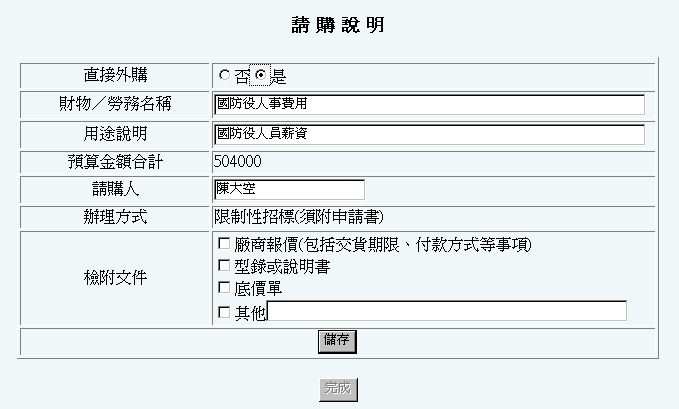 請 購 說 明
直接外購 否 是
財物／勞務名稱 國防役人事費用
用途說明 國防役人員薪資
預算金額合計 504000
請購人 陳大空
辦理方式 限制性招標(須附申請書)
檢附文件
廠商報價(包括交貨期限、付款方式等事項)
型錄或說明書
底價單
其他
儲存
完成